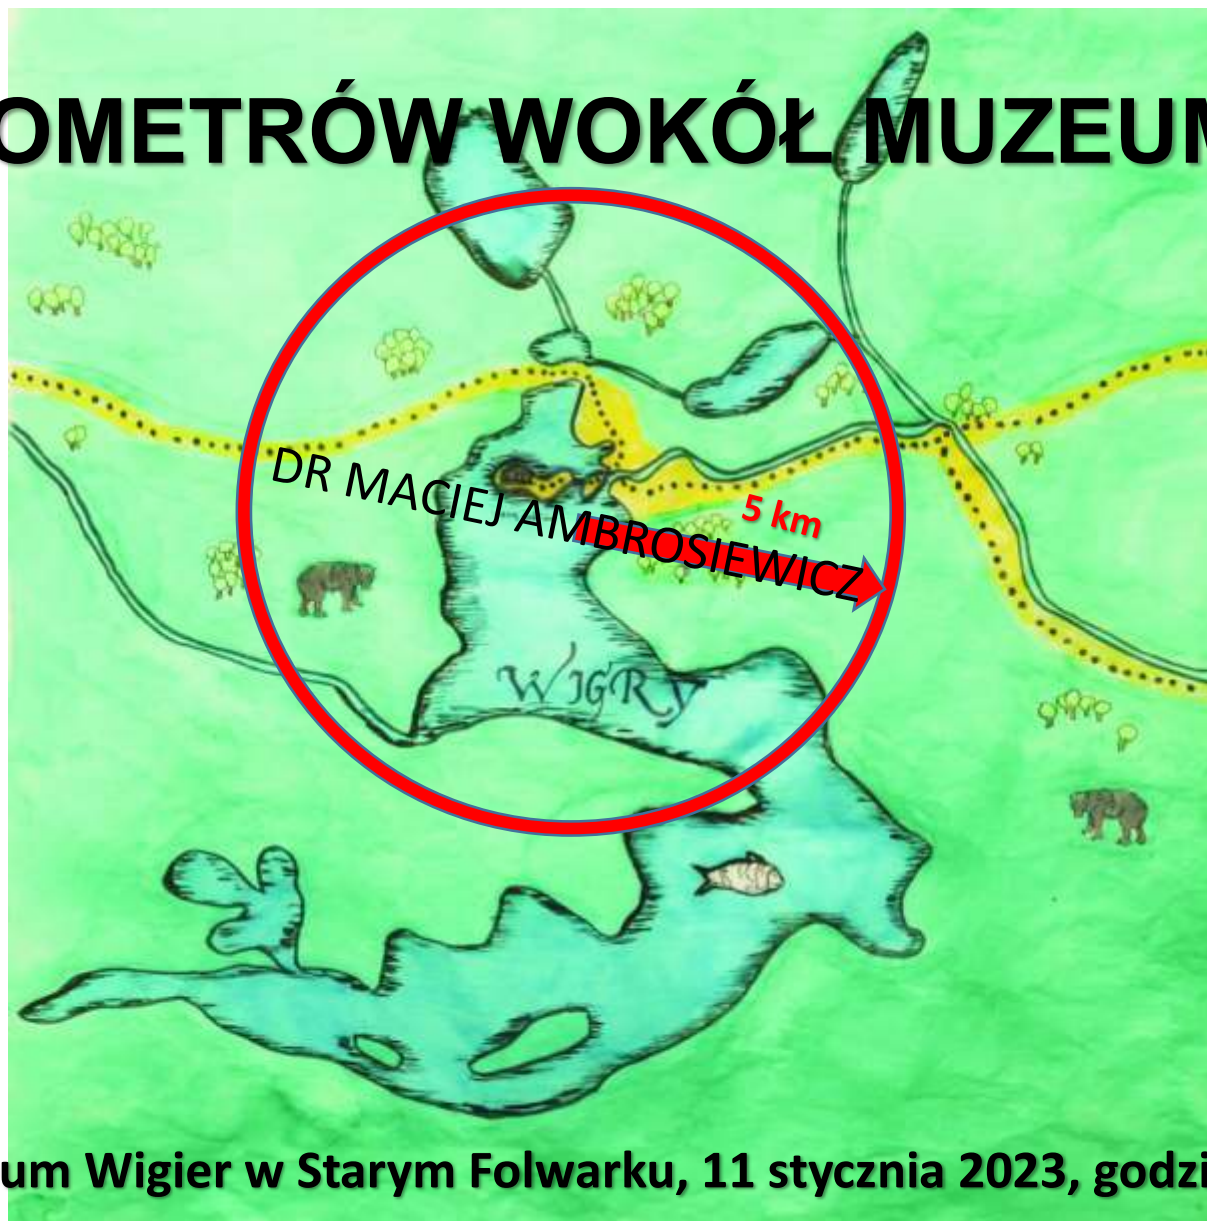 OMETRÓW WOKÓŁ MUZEUM
DR MACIEJ AMBROSIEWICZ
5 km
WIGRY
um Wigier w Starym Folwarku, 11 stycznia 2023, godzi